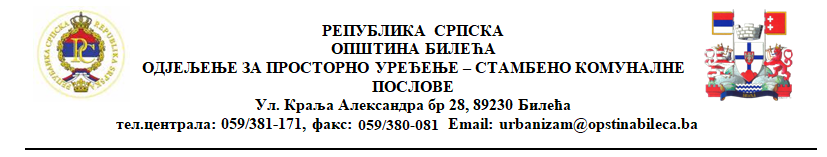 РЕПУБЛИКА СРПСКА
ОПШТИНА БИЛЕЋА
ОДЈЕЉЕЊЕ ЗА ПРОСТОРНО УРЕЂЕЊЕ – СТАМБЕНО КОМУНАЛНЕ
ПОСЛОВЕ
Ул. Краља Александра бр 28, 89230 Билећа
тел.централа: 059/381-171, факс: 059/380-081 Email: urbanizam@opstinabileca.ba